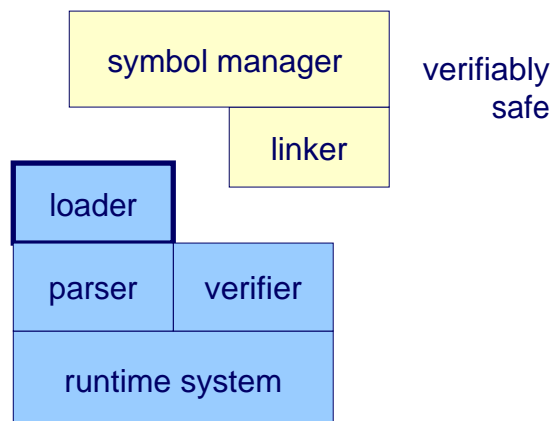 symbol manager
verifiably
safe
linker
loader
parser
verifier
runtime system